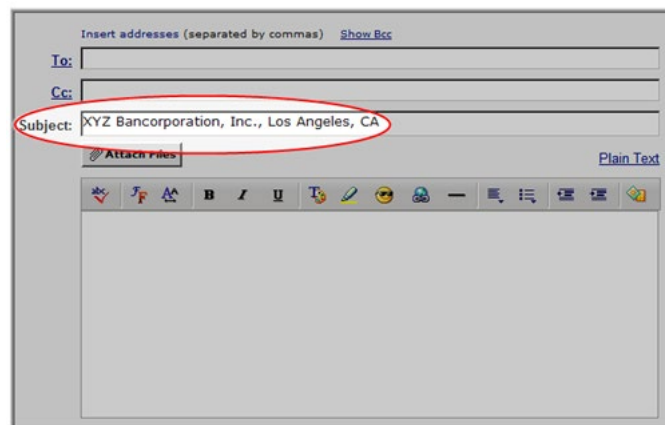 Insert addresses (separated by commas) Show Bcc
To:
Cc:
Subject: XYZ Bancorporation, Inc., Los Angeles, CA
Attach Files
Plain Text
abc F F A B I U T